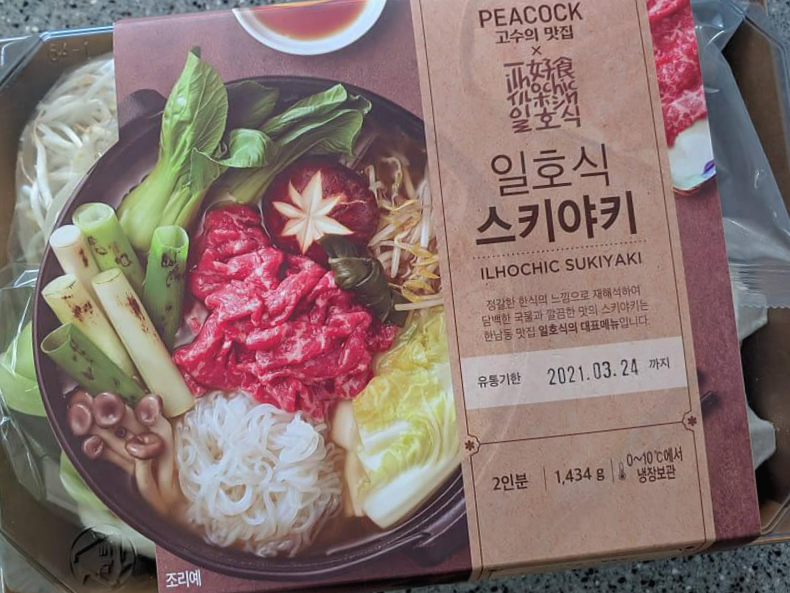 PEACOCK
고수의 맛집
×
일호식
일호식
스키야키
ILHOCHIC SUKIYAKI
정갈한 한식의 느낌으로 재해석하여
담백한 국물과 깔끔한 맛의 스키야키는
한남동 맛집 일호식의 대표메뉴입니다.
유통기한 2021.03.24 까지
2인분 1,434 g 0~10℃에서
냉장보관
조리예